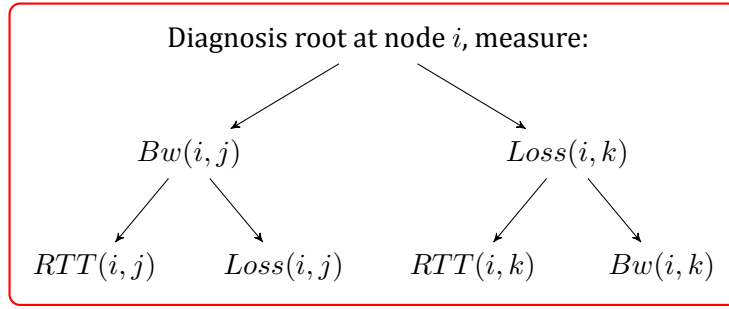 Diagnosis root at node i, measure:
Bw(i, j) Loss(i, k)
RTT(i, j) Loss(i, j) RTT(i, k) Bw(i, k)